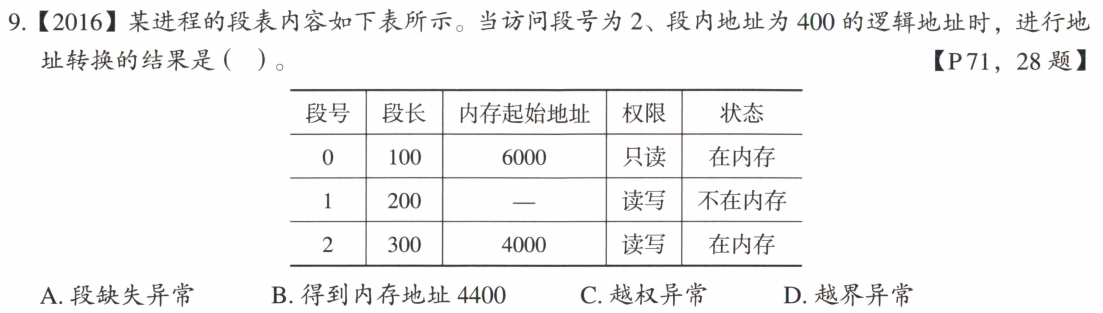 9.【2016】某进程的段表内容如下表所示。当访问段号为 2、段内地址为 400 的逻辑地址时，进行地
址转换的结果是（ ）。 【P71，28 题】
段号 段长 内存起始地址 权限 状态
0 100 6000 只读 在内存
1 200 — 读写 不在内存
2 300 4000 读写 在内存
A. 段缺失异常 B. 得到内存地址 4400 C. 越权异常 D. 越界异常